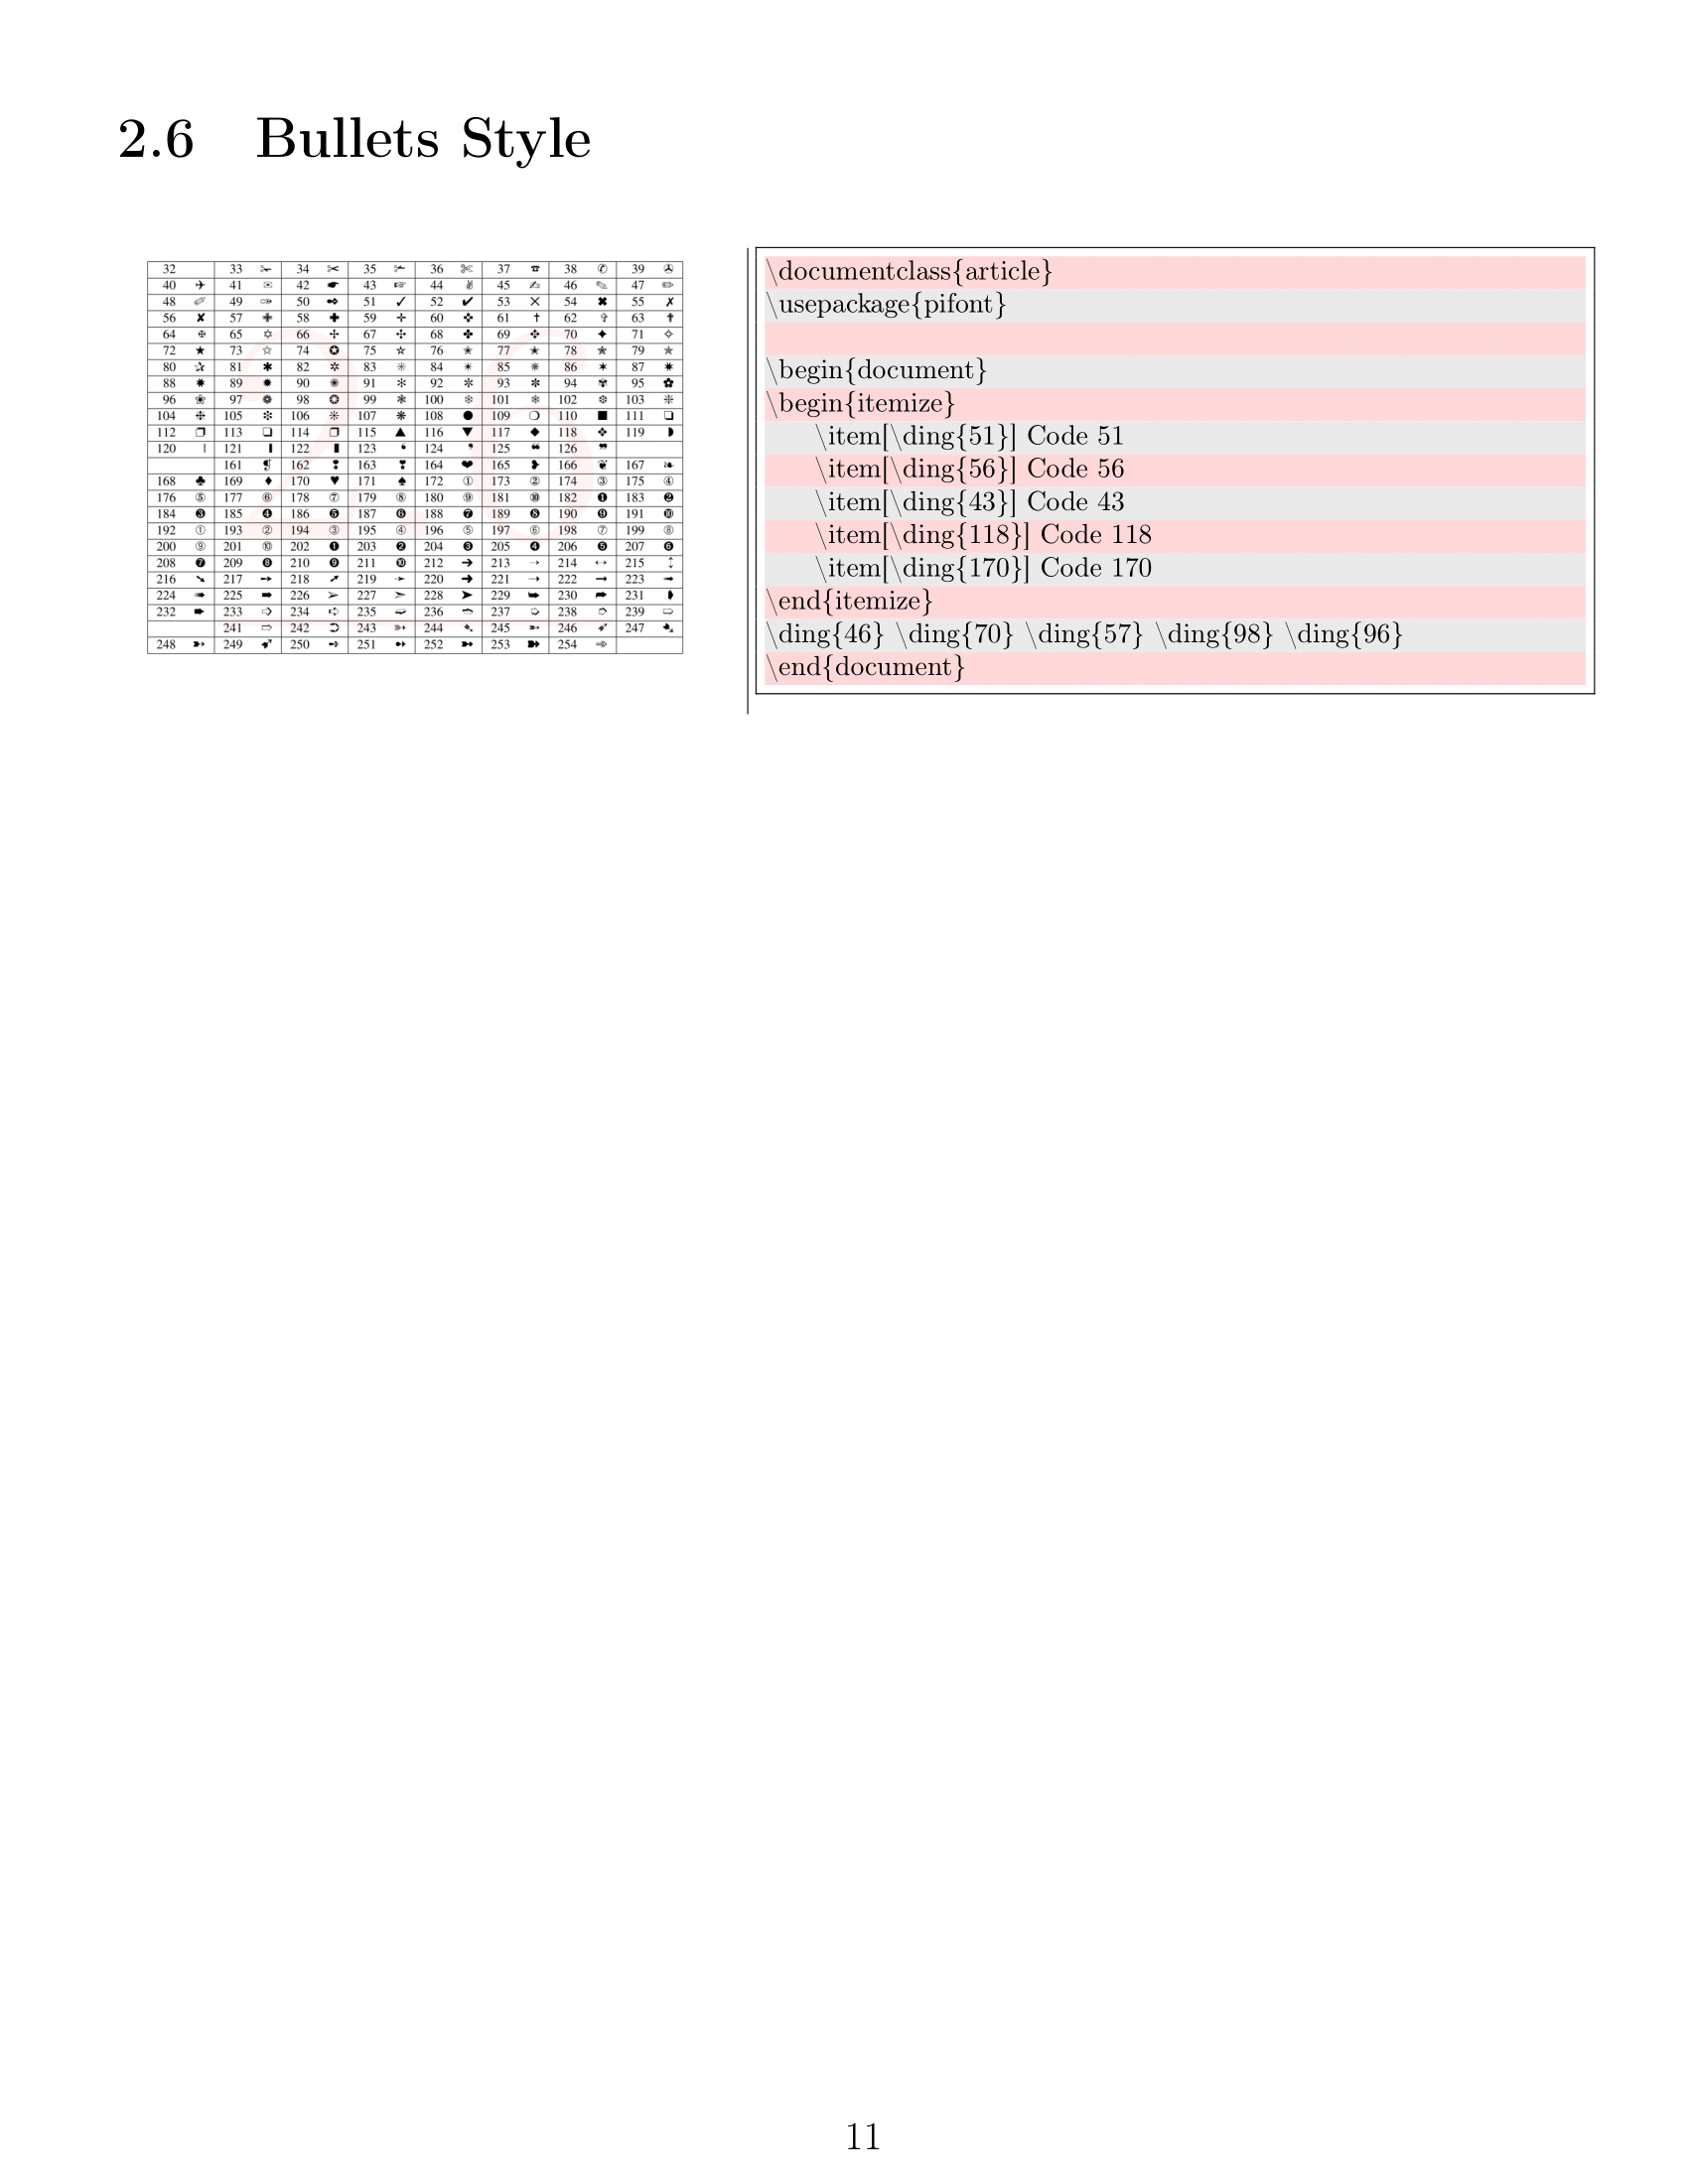 2.6 Bullets Style
32 33 ✁ 34 ✂ 35 ✃ 36 ✄ 37 ☎ 38 ✆ 39 ✇
40 ✈ 41 ✉ 42 ☛ 43 ☞ 44 ✌ 45 ✍ 46 ✎ 47 ✏
48 ✐ 49 ✑ 50 ✒ 51 ✓ 52 ✔ 53 ✕ 54 ✖ 55 ✗
56 ✘ 57 ✙ 58 ✚ 59 ✛ 60 ✜ 61 ✝ 62 ✞ 63 ✟
64 ✠ 65 ✡ 66 ✢ 67 ✣ 68 ✤ 69 ✥ 70 ✦ 71 ✧
72 ★ 73 ✩ 74 ✪ 75 ✫ 76 ✬ 77 ✭ 78 ✮ 79 ✯
80 ✰ 81 ✱ 82 ✲ 83 ✳ 84 ✴ 85 ✵ 86 ✶ 87 ✷
88 ✸ 89 ✹ 90 ✺ 91 ✻ 92 ✼ 93 ✽ 94 ✾ 95 ✿
96 ❀ 97 ❁ 98 ❂ 99 ❃ 100 ❄ 101 ❅ 102 ❆ 103 ❇
104 ❈ 105 ❉ 106 ❊ 107 ❋ 108 ● 109 ❍ 110 ■ 111 ❏
112 ❐ 113 ❑ 114 ❒ 115 ▲ 116 ▼ 117 ◆ 118 ❖ 119 ◗
120 ❘ 121 ❙ 122 ❚ 123 ❛ 124 ❜ 125 ❝ 126 ❞
161 ❡ 162 ❢ 163 ❣ 164 ❤ 165 ❥ 166 ❦ 167 ❧
168 ♣ 169 ♦ 170 ♥ 171 ♠ 172 ① 173 ② 174 ③ 175 ④
176 ⑤ 177 ⑥ 178 ⑦ 179 ⑧ 180 ⑨ 181 ⑩ 182 ❶ 183 ❷
184 ❸ 185 ❹ 186 ❺ 187 ❻ 188 ❼ 189 ❽ 190 ❾ 191 ❿
192 ➀ 193 ➁ 194 ➂ 195 ➃ 196 ➄ 197 ➅ 198 ➆ 199 ➇
200 ➈ 201 ➉ 202 ➊ 203 ➋ 204 ➌ 205 ➍ 206 ➎ 207 ➏
208 ➐ 209 ➑ 210 ➒ 211 ➓ 212 ➔ 213 → 214 ↔ 215 ↕
216 ➘ 217 ➙ 218 ➚ 219 ➛ 220 ➜ 221 ➝ 222 ➞ 223 ➟
224 ➠ 225 ➡ 226 ➢ 227 ➣ 228 ➤ 229 ➥ 230 ➦ 231 ➧
232 ➨ 233 ➩ 234 ➪ 235 ➫ 236 ➬ 237 ➭ 238 ➮ 239 ➯
241 ➱ 242 ➲ 243 ➳ 244 ➴ 245 ➵ 246 ➶ 247 ➷
248 ➸ 249 ➹ 250 ➺ 251 ➻ 252 ➼ 253 ➽ 254 ➾
\documentclass{article}
\usepackage{pifont}
\begin{document}
\begin{itemize}
\item[\ding{51}] Code 51
\item[\ding{56}] Code 56
\item[\ding{43}] Code 43
\item[\ding{118}] Code 118
\item[\ding{170}] Code 170
\end{itemize}
\ding{46} \ding{70} \ding{57} \ding{98} \ding{96}
\end{document}
11